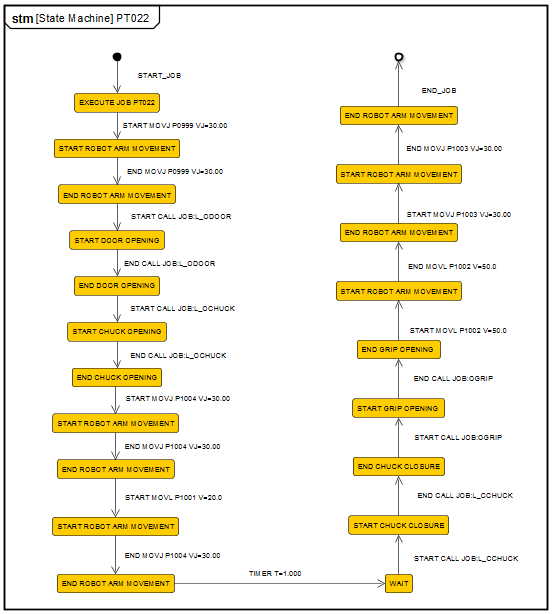 stm [State Machine] PT022
START_JOB
EXECUTE JOB PT022
START MOVJ P0999 VJ=30.00
START ROBOT ARM MOVEMENT
END MOVJ P0999 VJ=30.00
END ROBOT ARM MOVEMENT
START CALL JOB:L_ODOOR
START DOOR OPENING
END CALL JOB:L_ODOOR
END DOOR OPENING
START CALL JOB:L_OCHUCK
START CHUCK OPENING
END CALL JOB:L_OCHUCK
END CHUCK OPENING
START MOVJ P1004 VJ=30.00
START ROBOT ARM MOVEMENT
END MOVJ P1004 VJ=30.00
END ROBOT ARM MOVEMENT
START MOVL P1001 V=20.0
START ROBOT ARM MOVEMENT
END MOVJ P1004 VJ=30.00
END ROBOT ARM MOVEMENT
TIMER T=1.000
WAIT
START CALL JOB:L_CCHUCK
START CHUCK CLOSURE
END CALL JOB:L_CCHUCK
END CHUCK CLOSURE
START CALL JOB:OGRIP
START GRIP OPENING
END CALL JOB:OGRIP
END GRIP OPENING
START MOVL P1002 V=50.0
START ROBOT ARM MOVEMENT
END MOVL P1002 V=50.0
END ROBOT ARM MOVEMENT
START MOVJ P1003 VJ=30.00
START ROBOT ARM MOVEMENT
END MOVJ P1003 VJ=30.00
END ROBOT ARM MOVEMENT
END_JOB